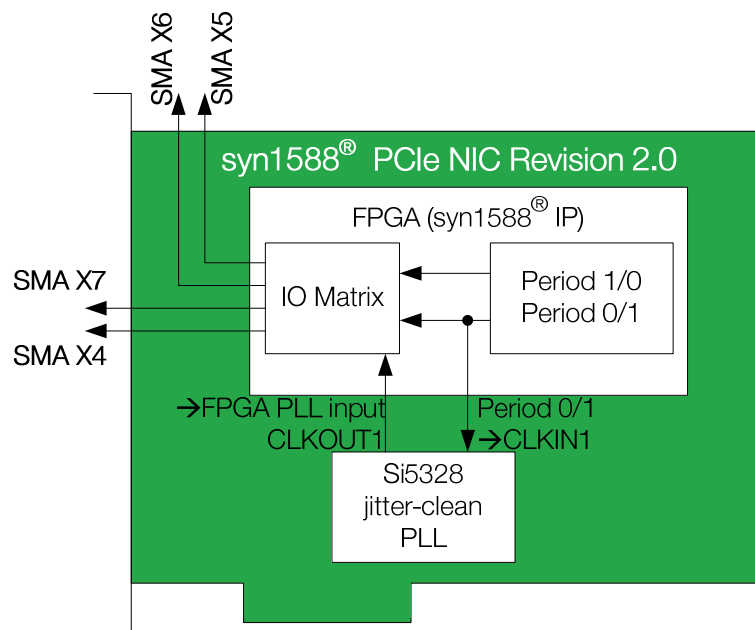 SMA X6
SMA X5
syn1588® PCIe NIC Revision 2.0
FPGA (syn1588® IP)
SMA X7
IO Matrix
Period 1/0
Period 0/1
SMA X4
→FPGA PLL input
CLKOUT1
Period 0/1
→CLKIN1
Si5328
jitter-clean
PLL